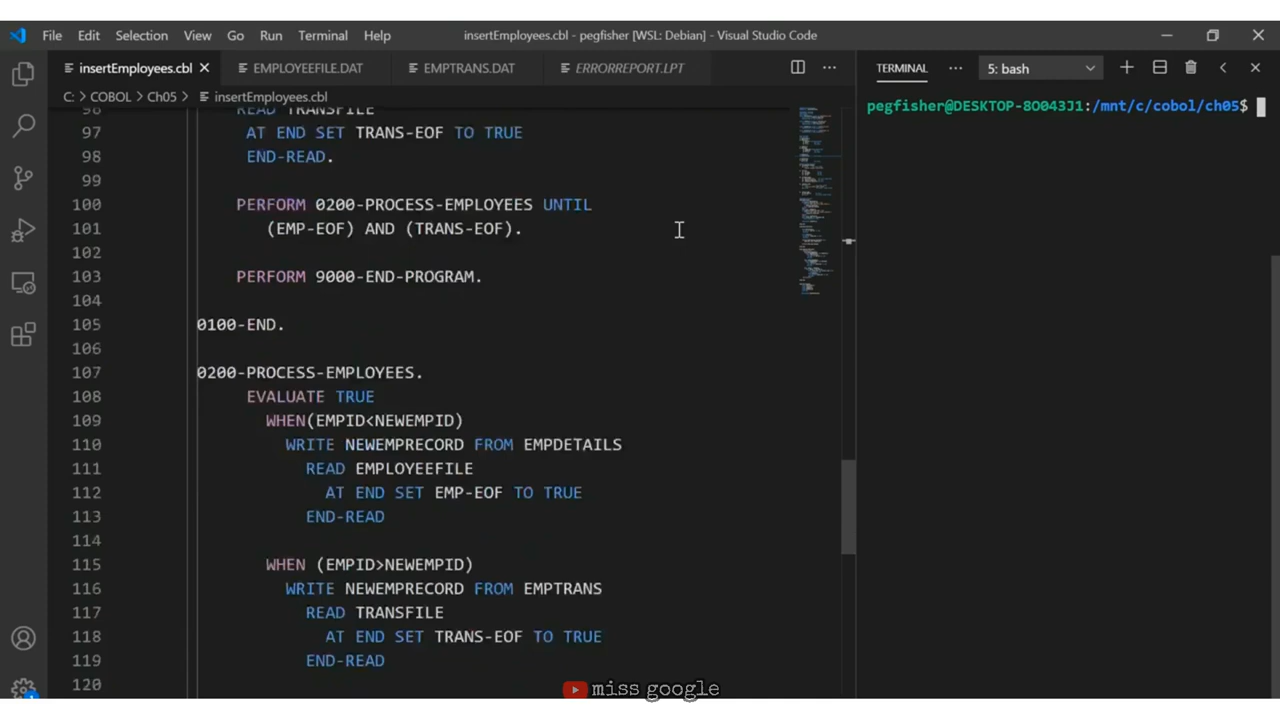 File Edit Selection View Go Run Terminal Help insertEmployees.cbl - pegfisher [WSL: Debian] - Visual Studio Code
insertEmployees.cbl EMPLOYEEFILE.DAT EMPTRANS.DAT ERRORREPORT.LPT TERMINAL 5: bash
C: > COBOL > Ch05 > insertEmployees.cbl
pegfisher@DESKTOP-8O043J1:/mnt/c/cobol/ch05$
96 READ TRANSFILE
97 AT END SET TRANS-EOF TO TRUE
98 END-READ.
99
100 PERFORM 0200-PROCESS-EMPLOYEES UNTIL
101 (EMP-EOF) AND (TRANS-EOF).
102
103 PERFORM 9000-END-PROGRAM.
104
105 0100-END.
106
107 0200-PROCESS-EMPLOYEES.
108 EVALUATE TRUE
109 WHEN(EMPID<NEWEMPID)
110 WRITE NEWEMPRECORD FROM EMPDETAILS
111 READ EMPLOYEEFILE
112 AT END SET EMP-EOF TO TRUE
113 END-READ
114
115 WHEN (EMPID>NEWEMPID)
116 WRITE NEWEMPRECORD FROM EMPTRANS
117 READ TRANSFILE
118 AT END SET TRANS-EOF TO TRUE
119 END-READ
120
miss google